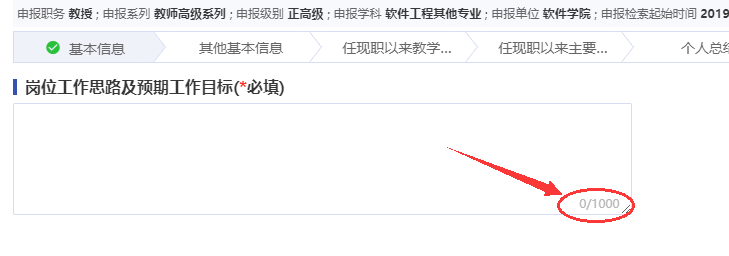 申报职务 教授 ; 申报系列 教师高级系列 ; 申报级别 正高级 ; 申报学科 软件工程其他专业 ; 申报单位 软件学院 ; 申报检索起始时间 2019
基本信息 其他基本信息 任现职以来教学... 任现职以来主要... 个人总结
岗位工作思路及预期工作目标(*必填)
0/1000